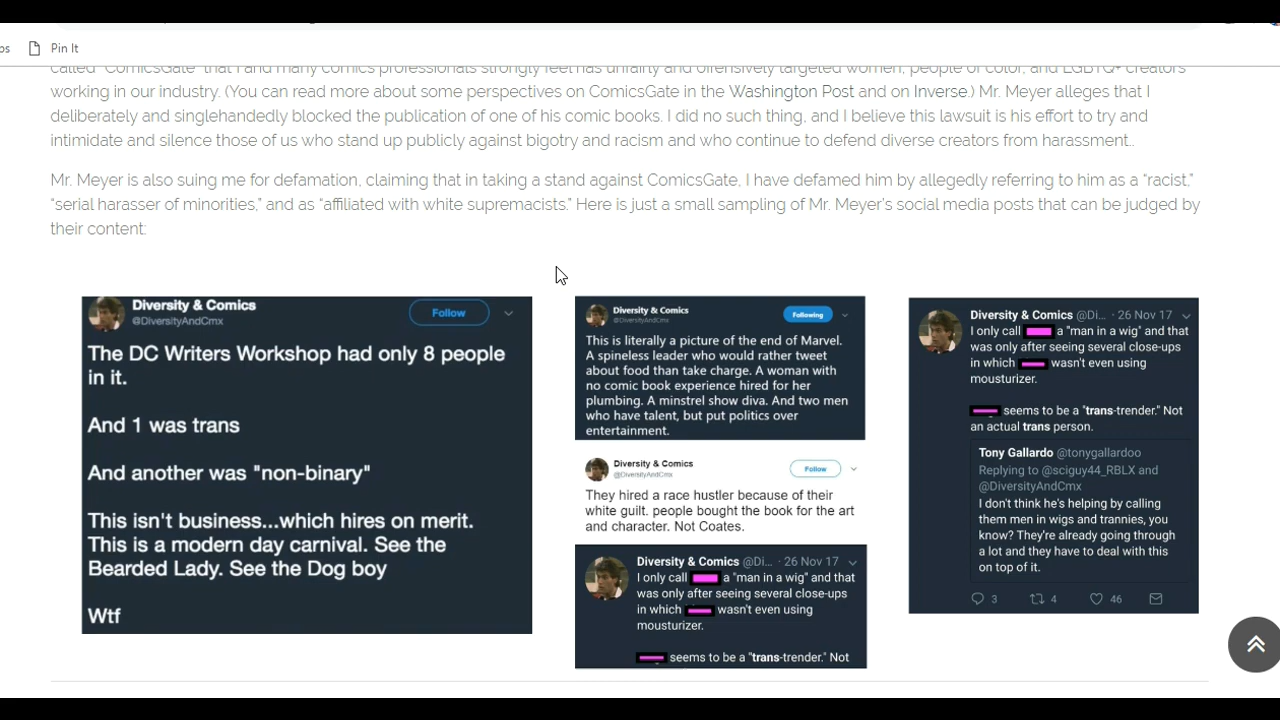 ps Pin It
called "ComicsGate" that I and many comics professionals strongly feel has unfairly and offensively targeted women, people of color, and LGBTQ+ creators
working in our industry. (You can read more about some perspectives on ComicsGate in the Washington Post and on Inverse.) Mr. Meyer alleges that I
deliberately and singlehandedly blocked the publication of one of his comic books. I did no such thing, and I believe this lawsuit is his effort to try and
intimidate and silence those of us who stand up publicly against bigotry and racism and who continue to defend diverse creators from harassment..
Mr. Meyer is also suing me for defamation, claiming that in taking a stand against ComicsGate, I have defamed him by allegedly referring to him as a "racist,"
"serial harasser of minorities," and as "affiliated with white supremacists." Here is just a small sampling of Mr. Meyer's social media posts that can be judged by
their content:
Diversity & Comics
@DiversityAndCmx
Follow
The DC Writers Workshop had only 8 people
in it.
And 1 was trans
And another was "non-binary"
This isn't business...which hires on merit.
This is a modern day carnival. See the
Bearded Lady. See the Dog boy
Wtf
Diversity & Comics
@DiversityAndCmx
Following
This is literally a picture of the end of Marvel.
A spineless leader who would rather tweet
about food than take charge. A woman with
no comic book experience hired for her
plumbing. A minstrel show diva. And two men
who have talent, but put politics over
entertainment.
Diversity & Comics
@DiversityAndCmx
Follow
They hired a race hustler because of their
white guilt. people bought the book for the art
and character. Not Coates.
Diversity & Comics @Di... · 26 Nov 17
I only call a "man in a wig" and that
was only after seeing several close-ups
in which wasn't even using
mousturizer.
seems to be a "trans-trender." Not
Diversity & Comics @Di... · 26 Nov 17
I only call a "man in a wig" and that
was only after seeing several close-ups
in which wasn't even using
mousturizer.
seems to be a "trans-trender." Not
an actual trans person.
Tony Gallardo @tonygallardoo
Replying to @sciguy44_RBLX and
@DiversityAndCmx
I don't think he's helping by calling
them men in wigs and trannies, you
know? They're already going through
a lot and they have to deal with this
on top of it.
3 4 46